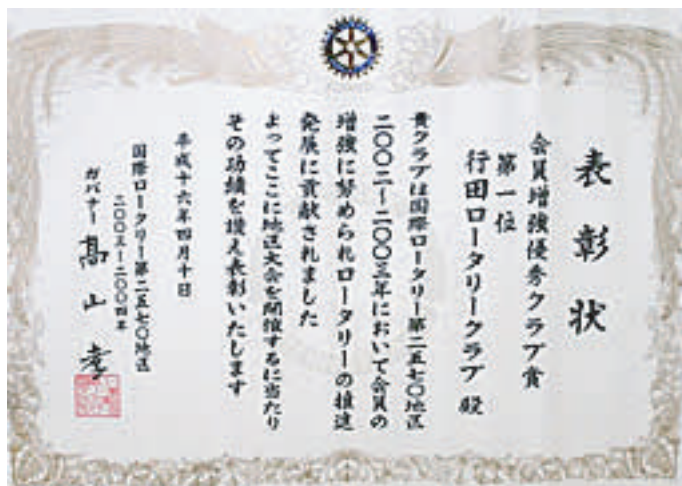 表彰状
会員増強優秀クラブ賞
第一位
行田ロータリークラブ 殿
貴クラブは国際ロータリー第二五七〇地区
二〇〇二〜二〇〇三年において会員の
増強に努められロータリーの推進
発展に貢献されました
よってここに地区大会を開催するに当たり
その功績を讃え表彰いたします
平成十六年四月十日
国際ロータリー第二五七〇地区
二〇〇三〜二〇〇四年
ガバナー 髙山孝